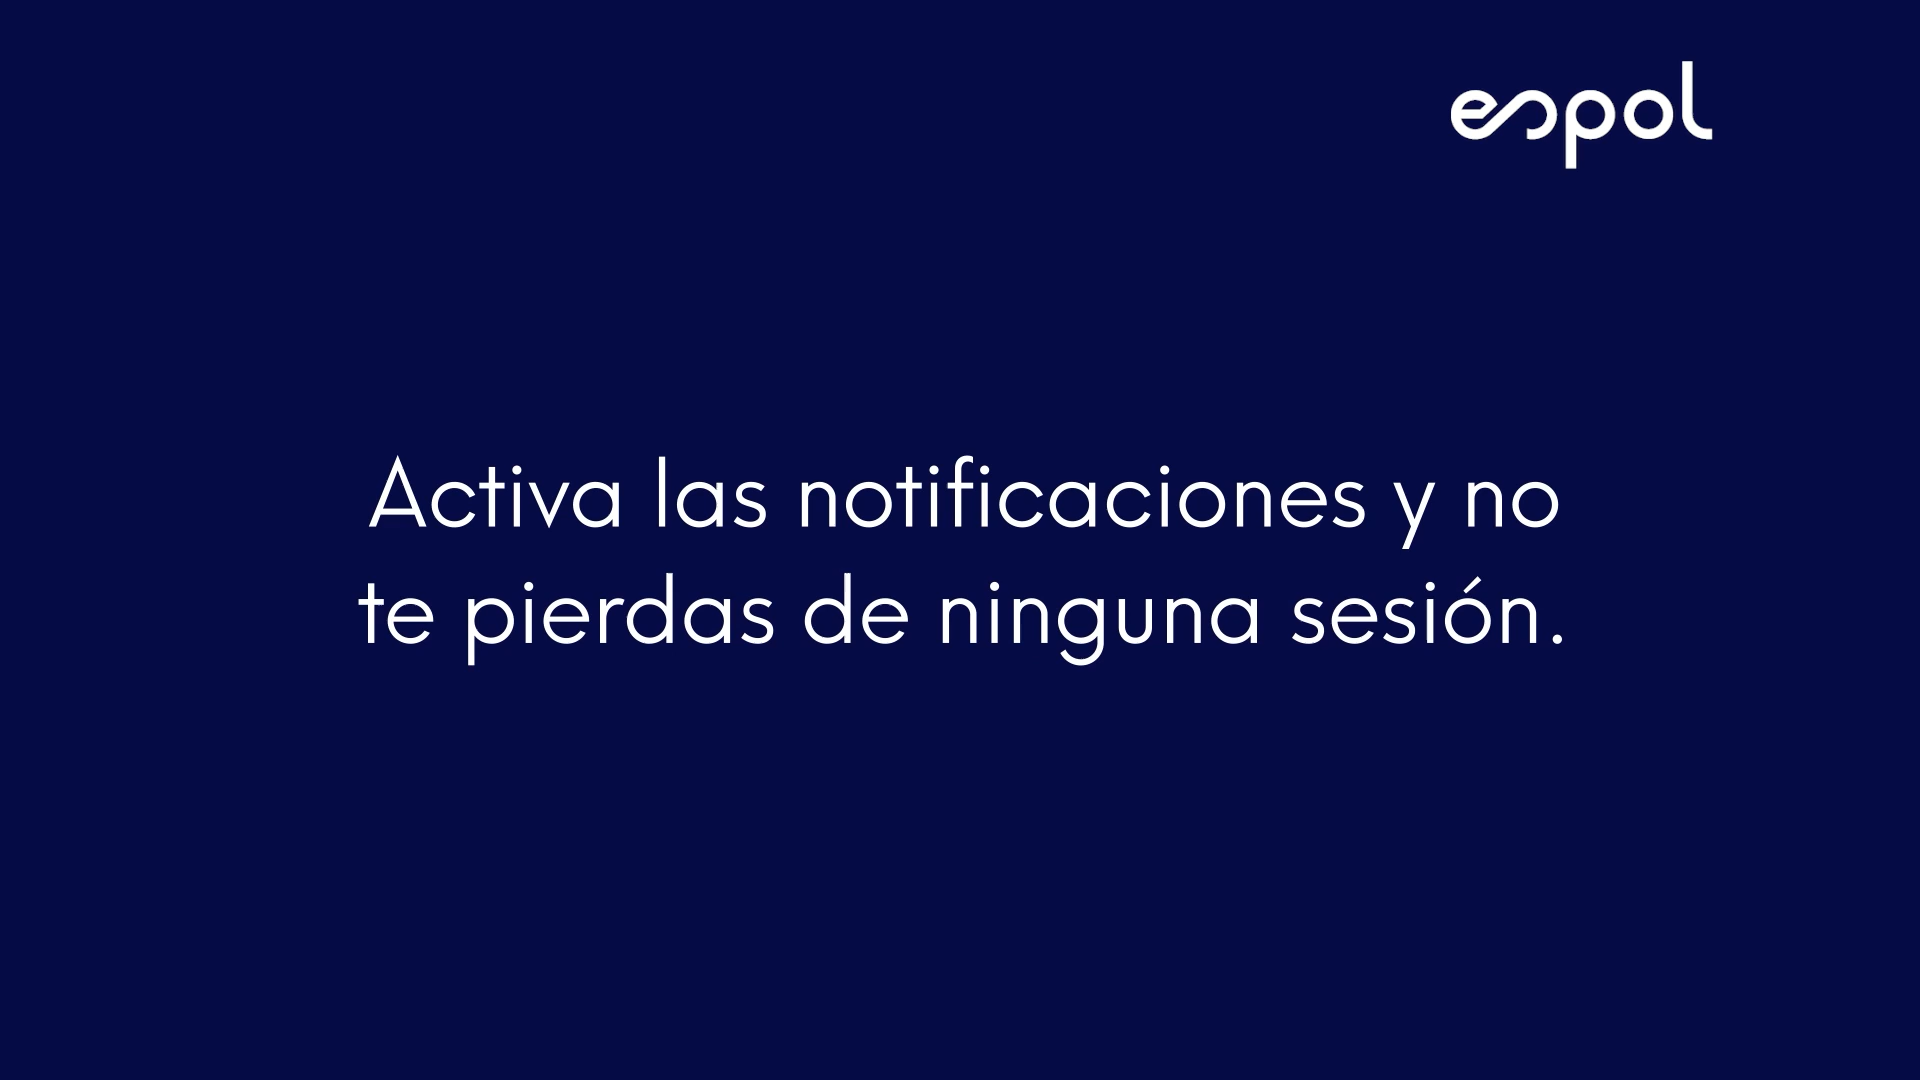 espol
Activa las notificaciones y no
te pierdas de ninguna sesión.